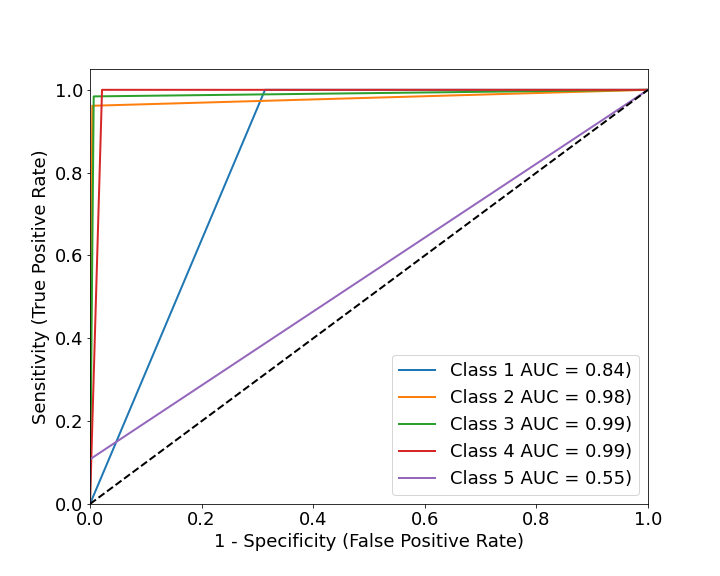 1.0
0.8
0.6
0.4
0.2
0.0
Sensitivity (True Positive Rate)
Class 1 AUC = 0.84)
Class 2 AUC = 0.98)
Class 3 AUC = 0.99)
Class 4 AUC = 0.99)
Class 5 AUC = 0.55)
0.0 0.2 0.4 0.6 0.8 1.0
1 - Specificity (False Positive Rate)